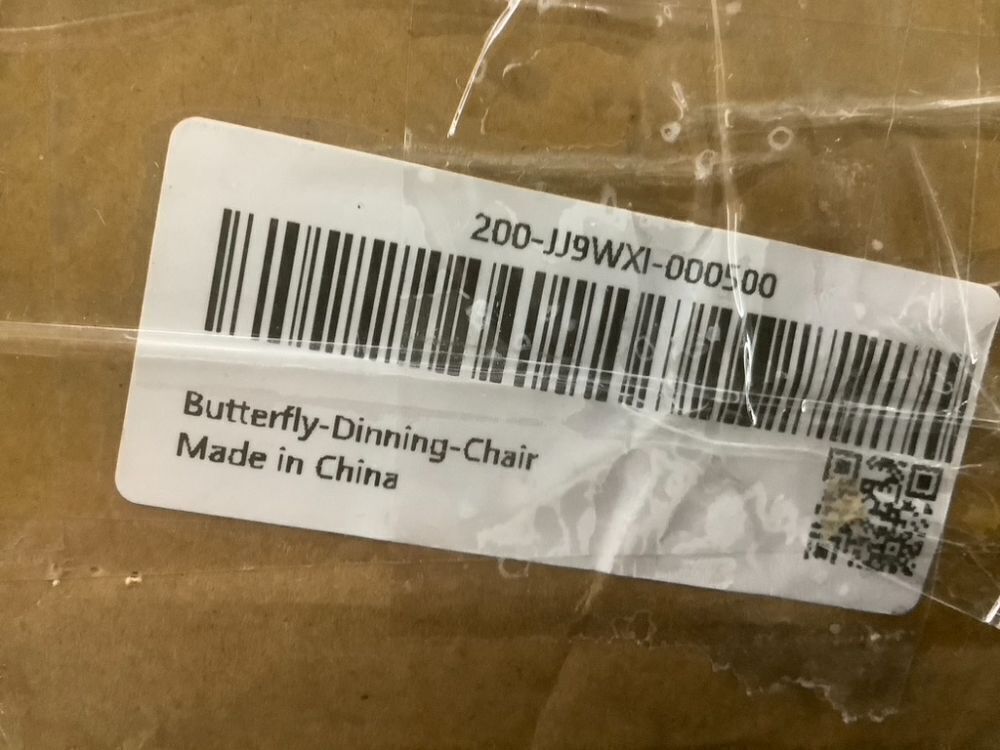 200-JJ9WXI-000500
Butterfly-Dinning-Chair
Made in China